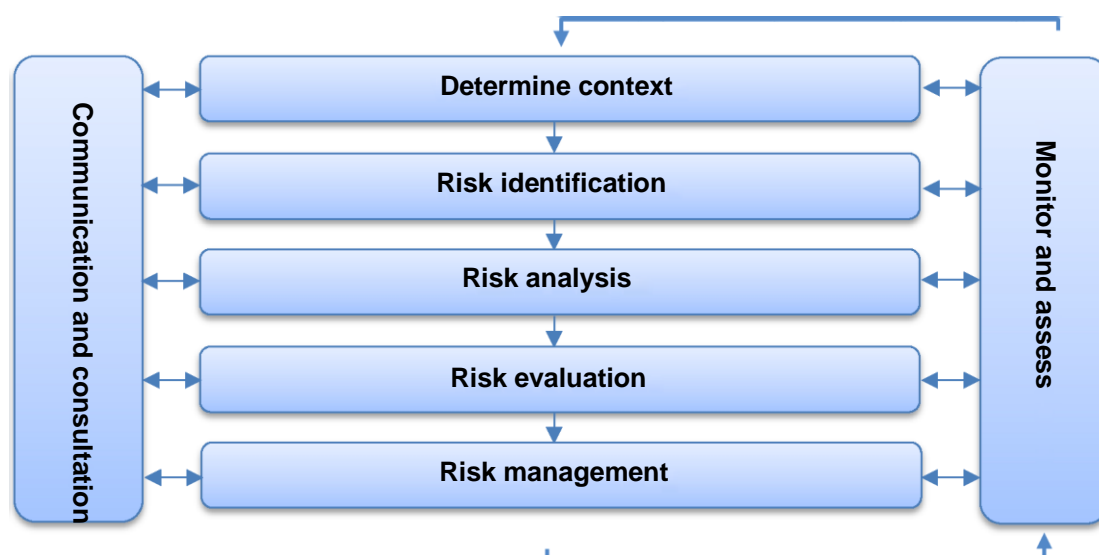 Determine context
Risk identification
Risk analysis
Risk evaluation
Risk management
Communication and consultation
Monitor and assess